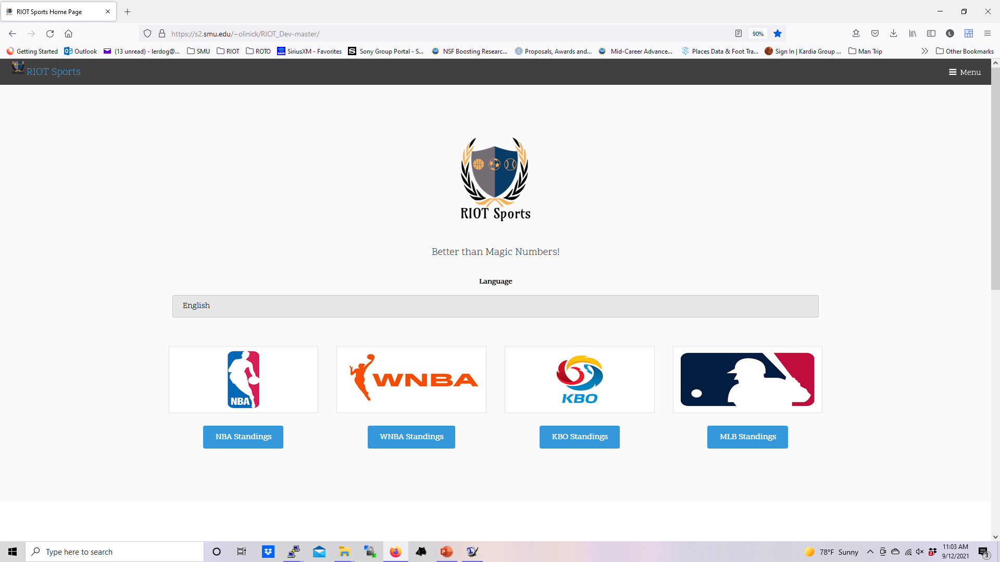 RIOT Sports Home Page
https://s2.smu.edu/~olinick/RIOT_Dev-master/
90%
L
Getting Started
Outlook
(13 unread) - lerdog@...
SMU
RIOT
ROTO
SiriusXM - Favorites
Sony Group Portal - S...
NSF Boosting Researc...
Proposals, Awards and...
Mid-Career Advance...
Places Data & Foot Tra...
Sign In | Kardia Group ...
Man Trip
Other Bookmarks
RIOT Sports
Menu
RIOT Sports
Better than Magic Numbers!
Language
English
NBA
WNBA
KBO
NBA Standings
WNBA Standings
KBO Standings
MLB Standings
Type here to search
78°F Sunny
2
11:03 AM
9/12/2021
3